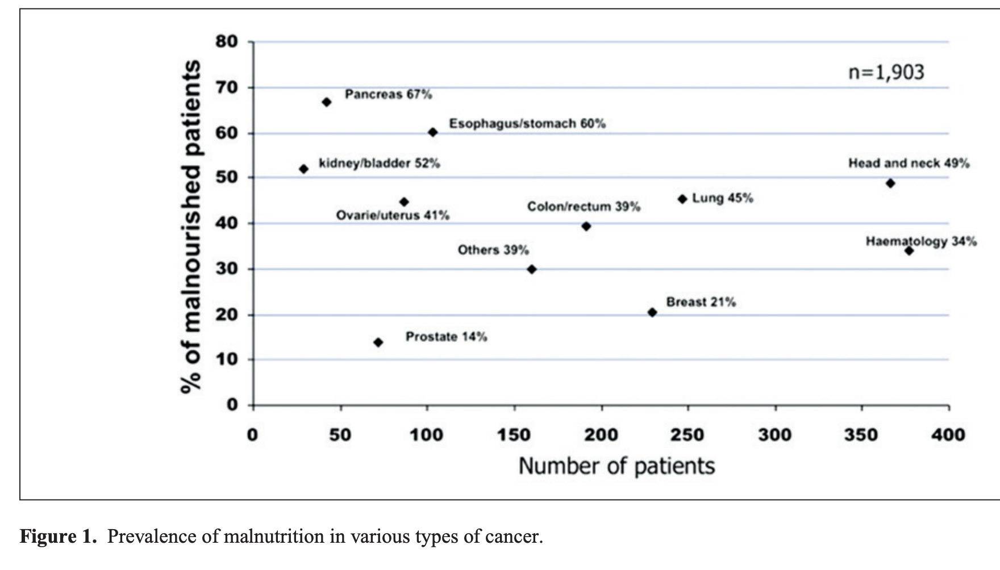 80
n=1,903
70
Pancreas 67%
Esophagus/stomach 60%
60
kidney/bladder 52%
Head and neck 49%
50
Lung 45%
Colon/rectum 39%
Ovarie/uterus 41%
40
Haematology 34%
Others 39%
30
Breast 21%
20
Prostate 14%
10
0
% of malnourished patients
0 50 100 150 200 250 300 350 400
Number of patients
Figure 1. Prevalence of malnutrition in various types of cancer.